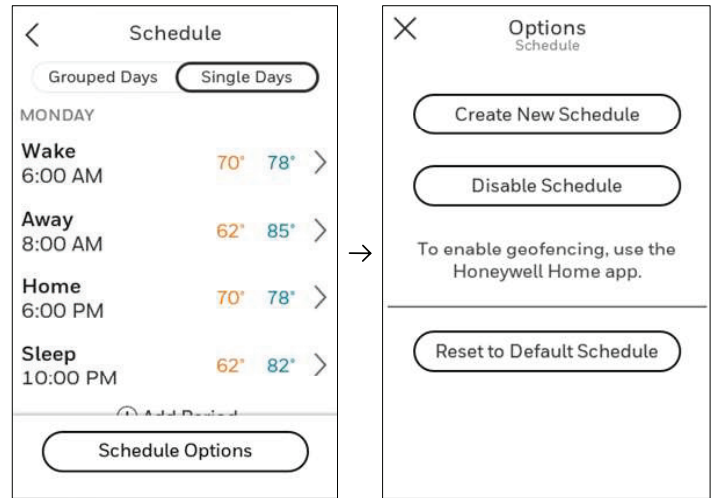 Schedule
Grouped Days Single Days
MONDAY
Wake
6:00 AM
70° 78°
Away
8:00 AM
62° 85°
Home
6:00 PM
70° 78°
Sleep
10:00 PM
62° 82°
Add Period
Schedule Options
Options
Schedule
Create New Schedule
Disable Schedule
To enable geofencing, use the
Honeywell Home app.
Reset to Default Schedule